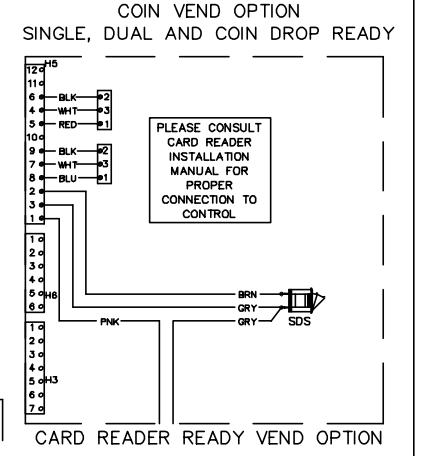 COIN VEND OPTION
SINGLE, DUAL AND COIN DROP READY
H5
12
11
6 BLK 2
4 WHT 3
5 RED 1
10
9 BLK 2
7 WHT 3
8 BLU 1
2
3
1
PLEASE CONSULT
CARD READER
INSTALLATION
MANUAL FOR
PROPER
CONNECTION TO
CONTROL
1
2
3
4
5 H6
6
BRN
GRY
GRY
SDS
PNK
1
2
3
4
5 H3
6
7
CARD READER READY VEND OPTION